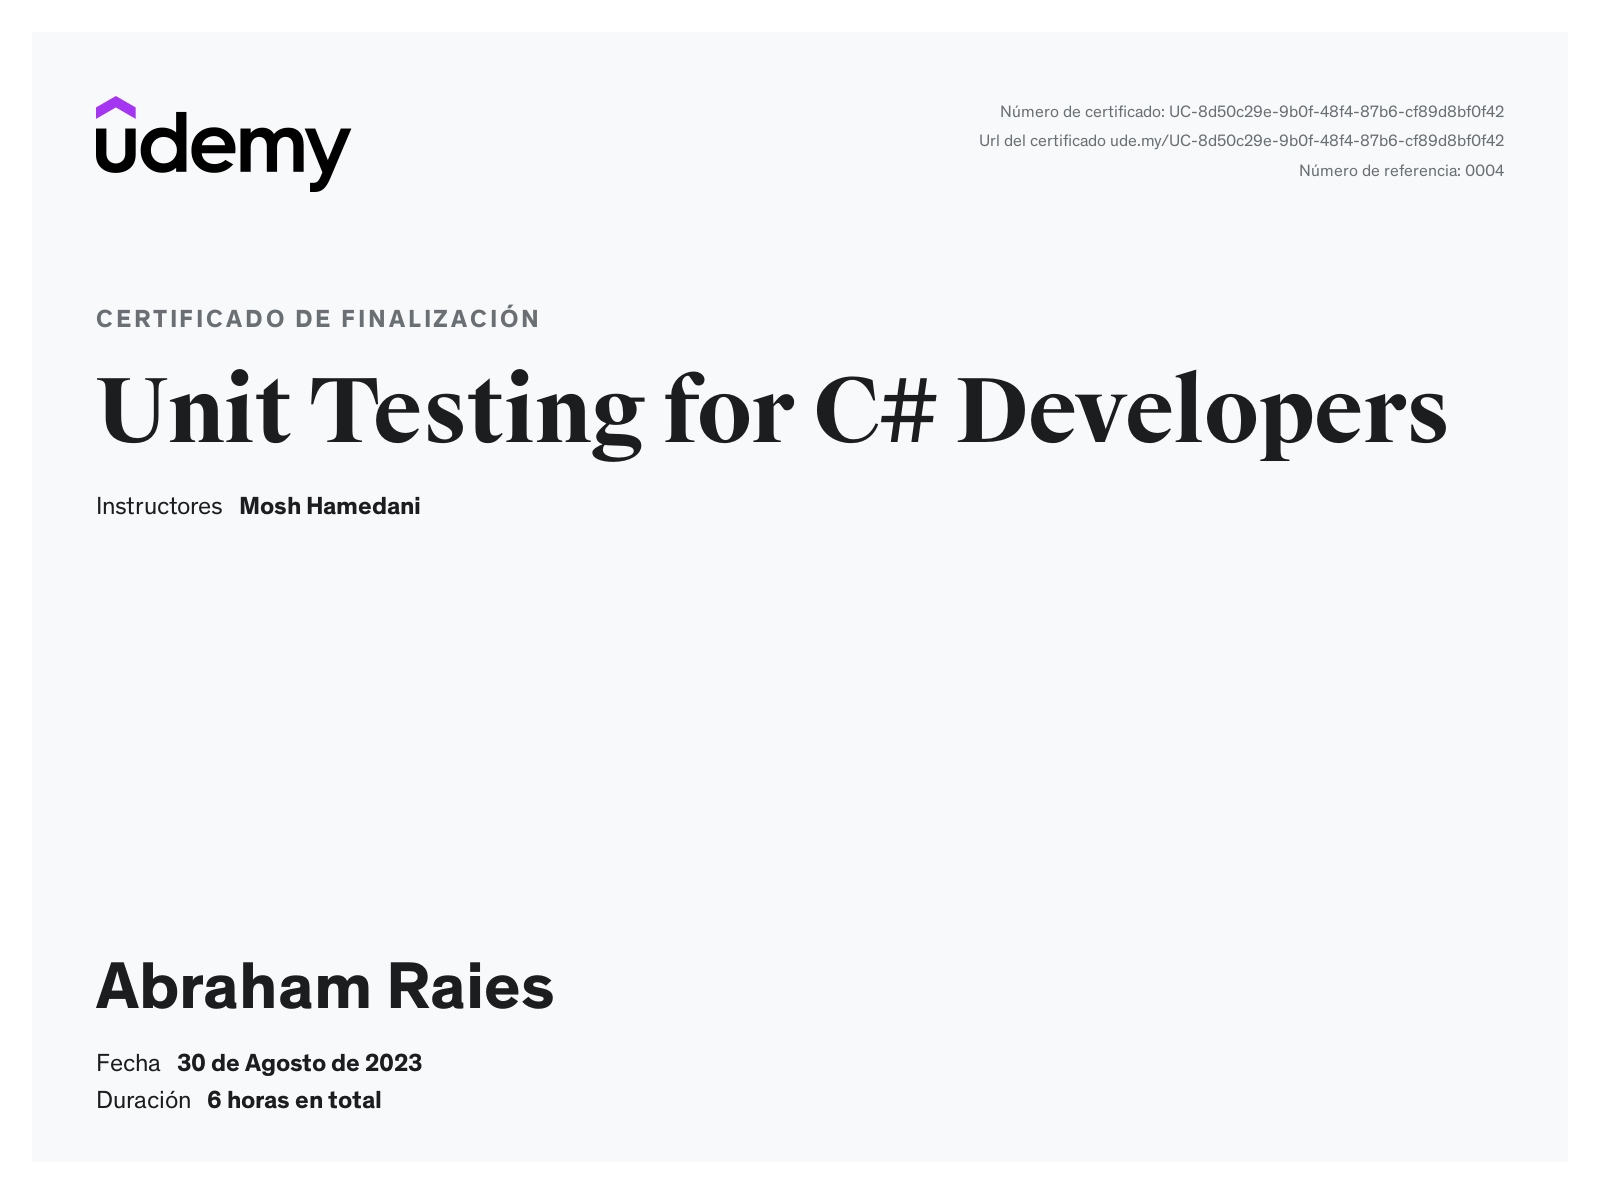 udemy
Número de certificado: UC-8d50c29e-9b0f-48f4-87b6-cf89d8bf0f42
Url del certificado ude.my/UC-8d50c29e-9b0f-48f4-87b6-cf89d8bf0f42
Número de referencia: 0004
CERTIFICADO DE FINALIZACIÓN
Unit Testing for C# Developers
Instructores Mosh Hamedani
Abraham Raies
Fecha 30 de Agosto de 2023
Duración 6 horas en total